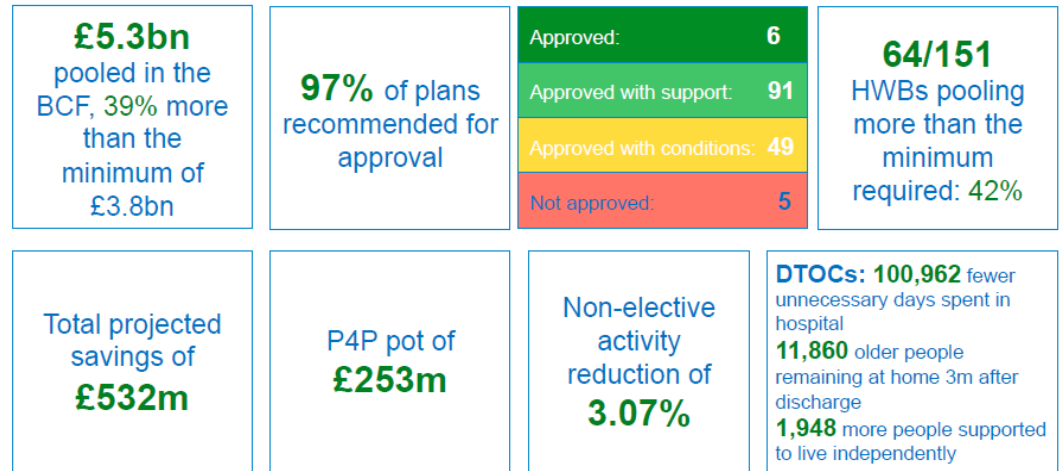 £5.3bn
pooled in the
BCF, 39% more
than the
minimum of
£3.8bn
97% of plans
recommended for
approval
Approved: 6
Approved with support: 91
Approved with conditions: 49
Not approved: 5
64/151
HWBs pooling
more than the
minimum
required: 42%
Total projected
savings of
£532m
P4P pot of
£253m
Non-elective
activity
reduction of
3.07%
DTOCs: 100,962 fewer
unnecessary days spent in
hospital
11,860 older people
remaining at home 3m after
discharge
1,948 more people supported
to live independently